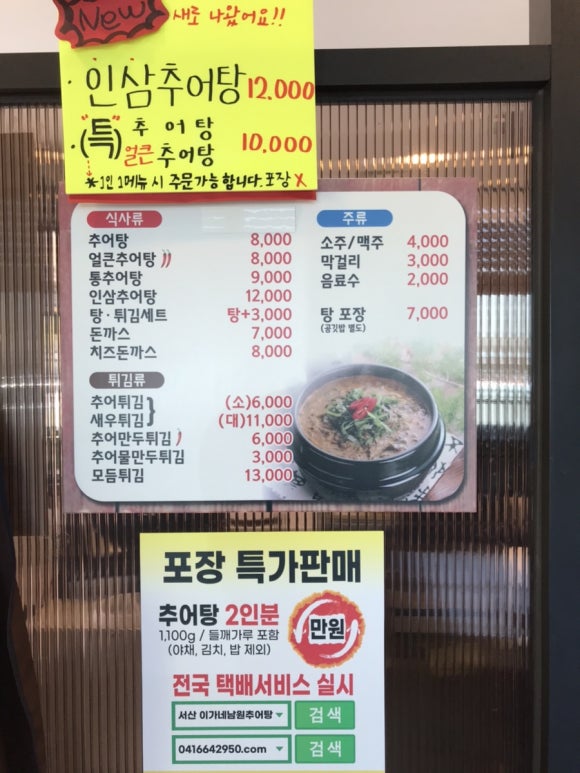 New 새로 나왔어요!!
인삼추어탕 12,000
("특") 추어탕
얼큰 추어탕 10,000
*1인 1메뉴 시 주문가능합니다. 포장 X
식사류
추어탕 8,000
얼큰추어탕 8,000
통추어탕 9,000
인삼추어탕 12,000
탕·튀김세트 탕+3,000
돈까스 7,000
치즈돈까스 8,000
튀김류
추어튀김 (소)6,000
새우튀김 (대)11,000
추어만두튀김 6,000
추어물만두튀김 3,000
모듬튀김 13,000
주류
소주/맥주 4,000
막걸리 3,000
음료수 2,000
탕 포장 7,000
(공깃밥 별도)
포장 특가판매
추어탕 2인분
1,100g / 들깨가루 포함
(야채, 김치, 밥 제외)
만원
전국 택배서비스 실시
서산 이가네남원추어탕 검색
0416642950.com 검색